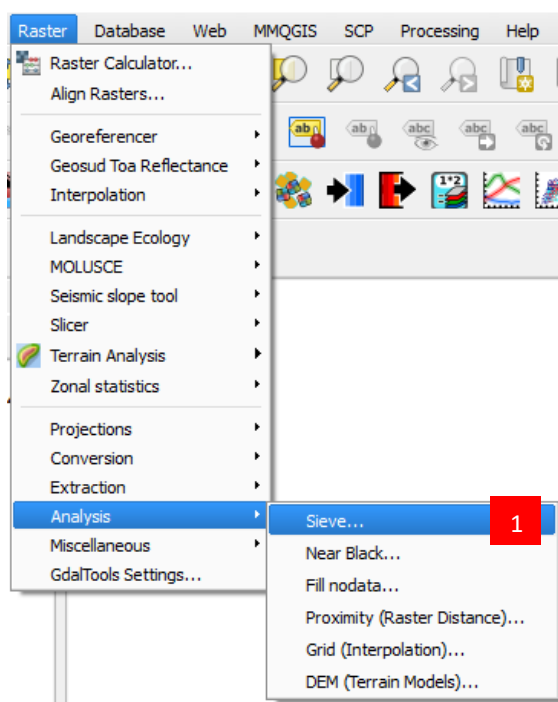 Raster Database Web MMQGIS SCP Processing Help
Raster Calculator...
Align Rasters...
ab ab abc abc abc
Georeferencer
Geosud Toa Reflectance
Interpolation
1*2
Landscape Ecology
MOLUSCE
Seismic slope tool
Slicer
Terrain Analysis
Zonal statistics
Projections
Conversion
Extraction
Analysis
Sieve... 1
Miscellaneous
Near Black...
GdalTools Settings...
Fill nodata...
Proximity (Raster Distance)...
Grid (Interpolation)...
DEM (Terrain Models)...